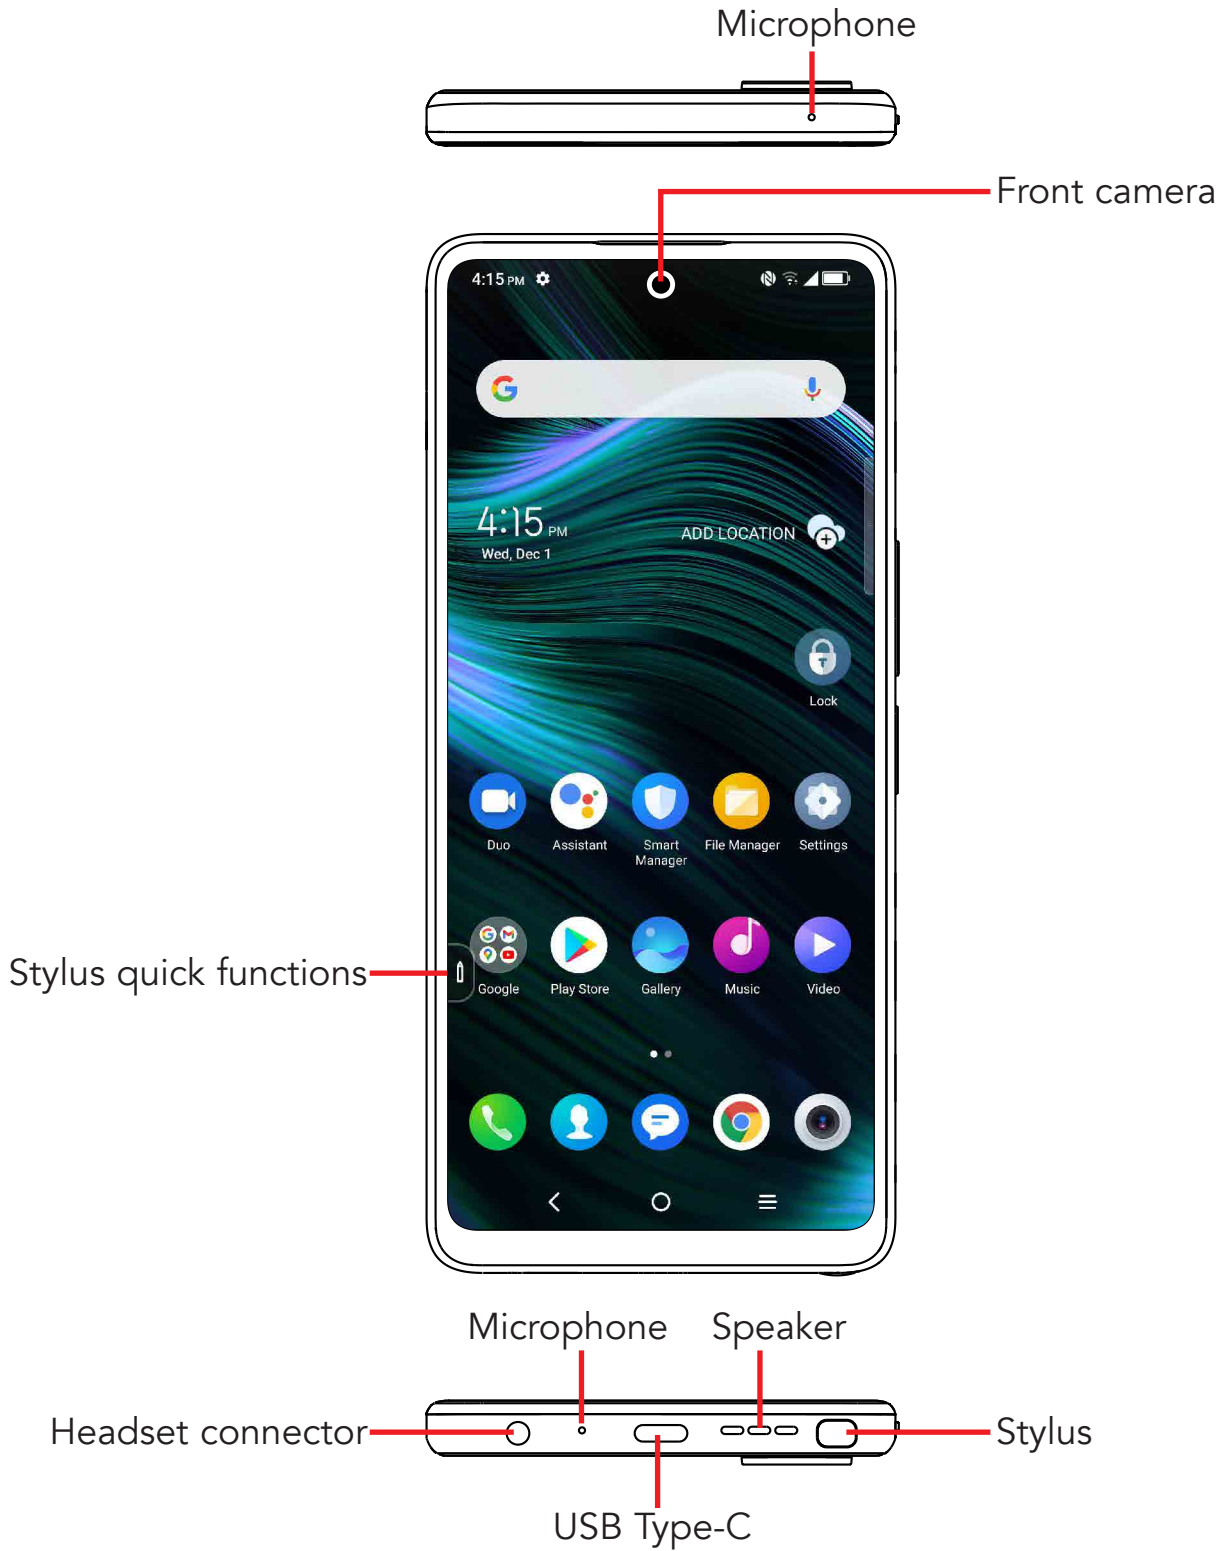 Microphone
Front camera
4:15 PM
4:15 PM
Wed, Dec 1
ADD LOCATION
Lock
Duo
Assistant
Smart
Manager
File Manager
Settings
Stylus quick functions
Google
Play Store
Gallery
Music
Video
Microphone
Speaker
Headset connector
Stylus
USB Type-C